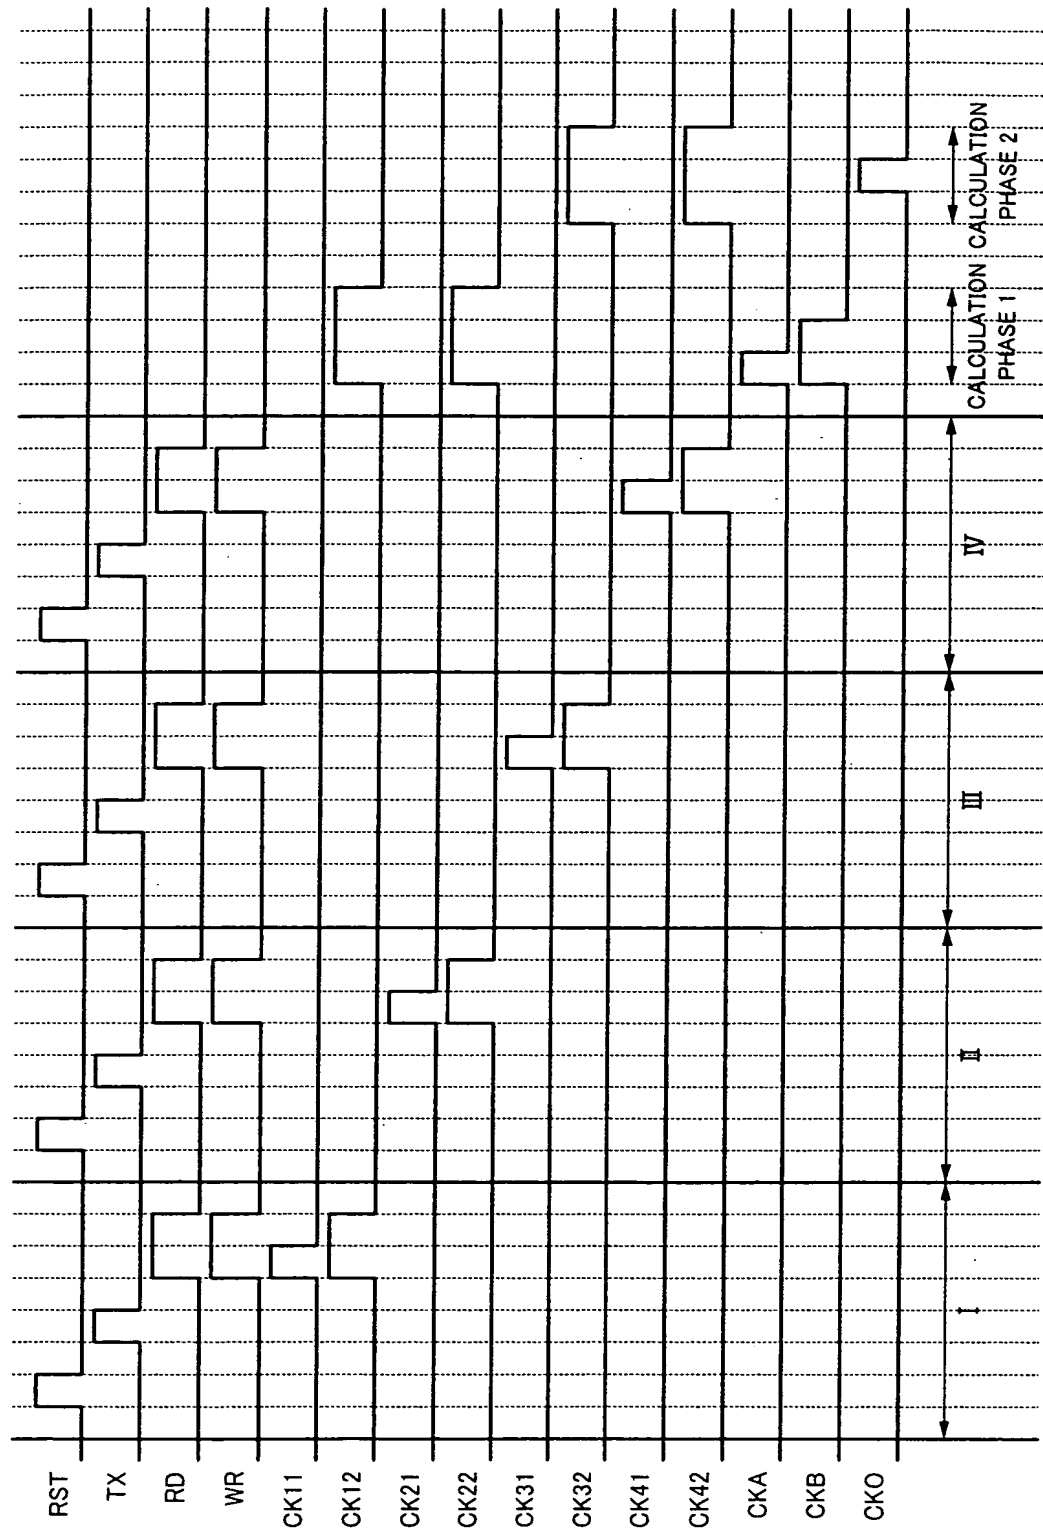 RST
TX
RD
WR
CK11
CK12
CK21
CK22
CK31
CK32
CK41
CK42
CKA
CKB
CKO
I
II
III
IV
CALCULATION
PHASE 1
CALCULATION
PHASE 2